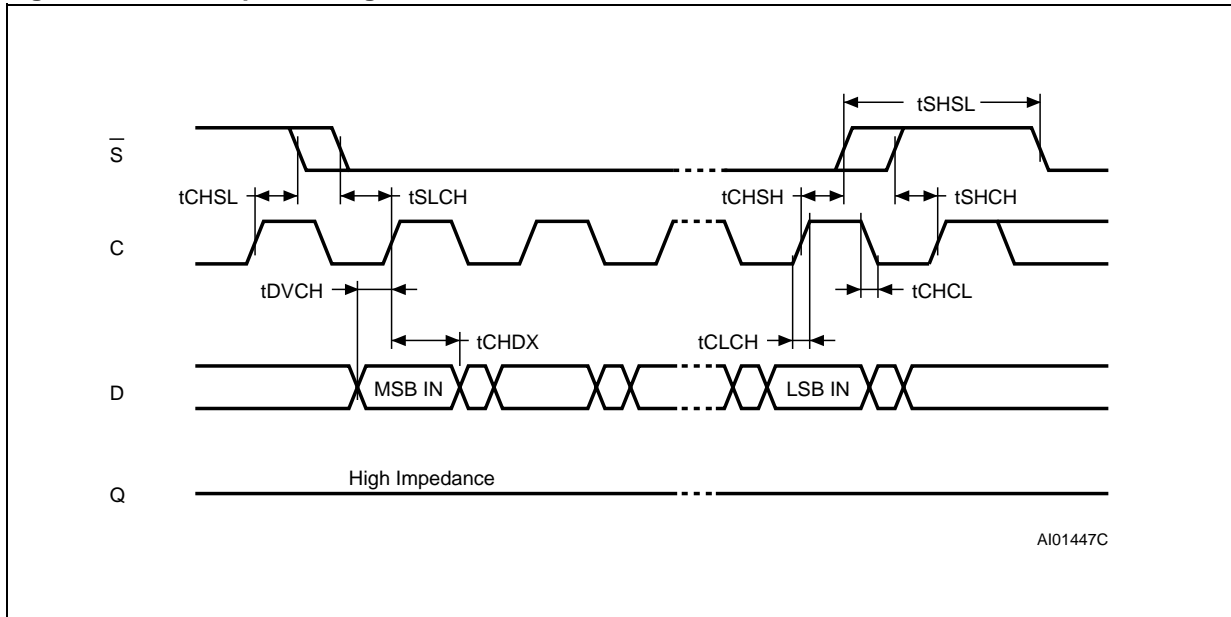 tSHSL
S
tCHSL
tSLCH
tCHSH
tSHCH
C
tDVCH
tCHCL
tCHDX
tCLCH
D
MSB IN
LSB IN
High Impedance
Q
AI01447C